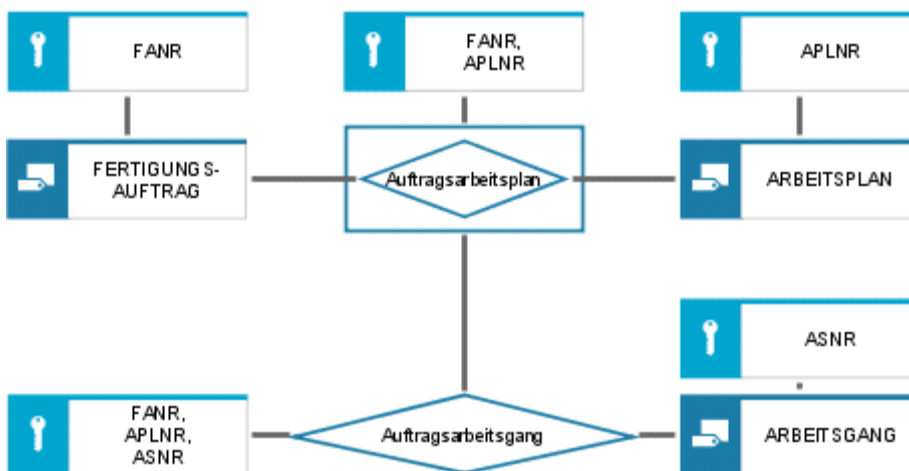 FANR
FANR,
APLNR
APLNR
FERTIGUNGS-
AUFTRAG
Auftragsarbeitsplan
ARBEITSPLAN
ASNR
FANR,
APLNR,
ASNR
Auftragsarbeitsgang
ARBEITSGANG